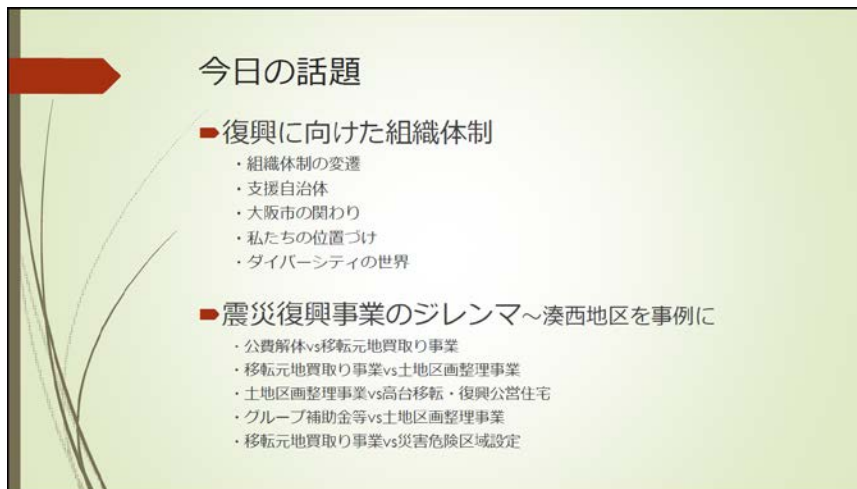 今日の話題
復興に向けた組織体制
・組織体制の変遷
・支援自治体
・大阪市の関わり
・私たちの位置づけ
・ダイバーシティの世界
震災復興事業のジレンマ～湊西地区を事例に
・公費解体vs移転元地買取り事業
・移転元地買取り事業vs土地区画整理事業
・土地区画整理事業vs高台移転・復興公営住宅
・グループ補助金等vs土地区画整理事業
・移転元地買取り事業vs災害危険区域設定